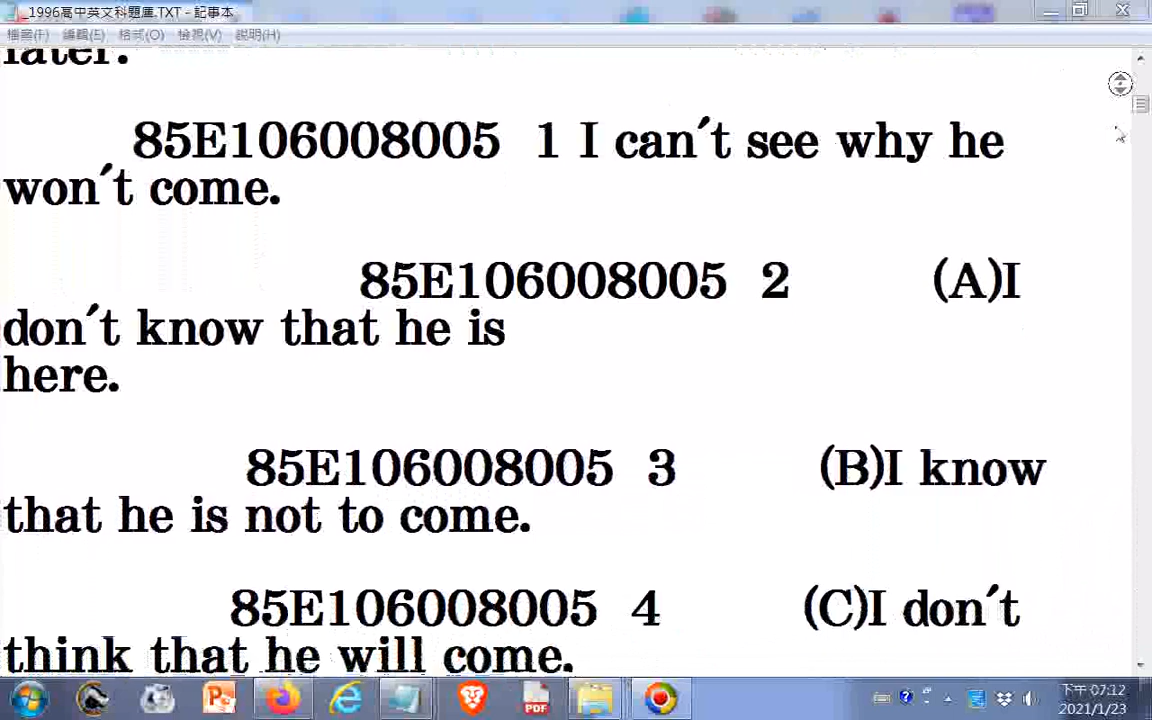 _1996高中英文科題庫.TXT - 記事本
檔案(F) 編輯(E) 格式(O) 檢視(V) 說明(H)
later.
85E106008005 1 I can't see why he
won't come.
85E106008005 2 (A)I
don't know that he is
here.
85E106008005 3 (B)I know
that he is not to come.
85E106008005 4 (C)I don't
think that he will come.
PDF
下午 07:12
2021/1/23